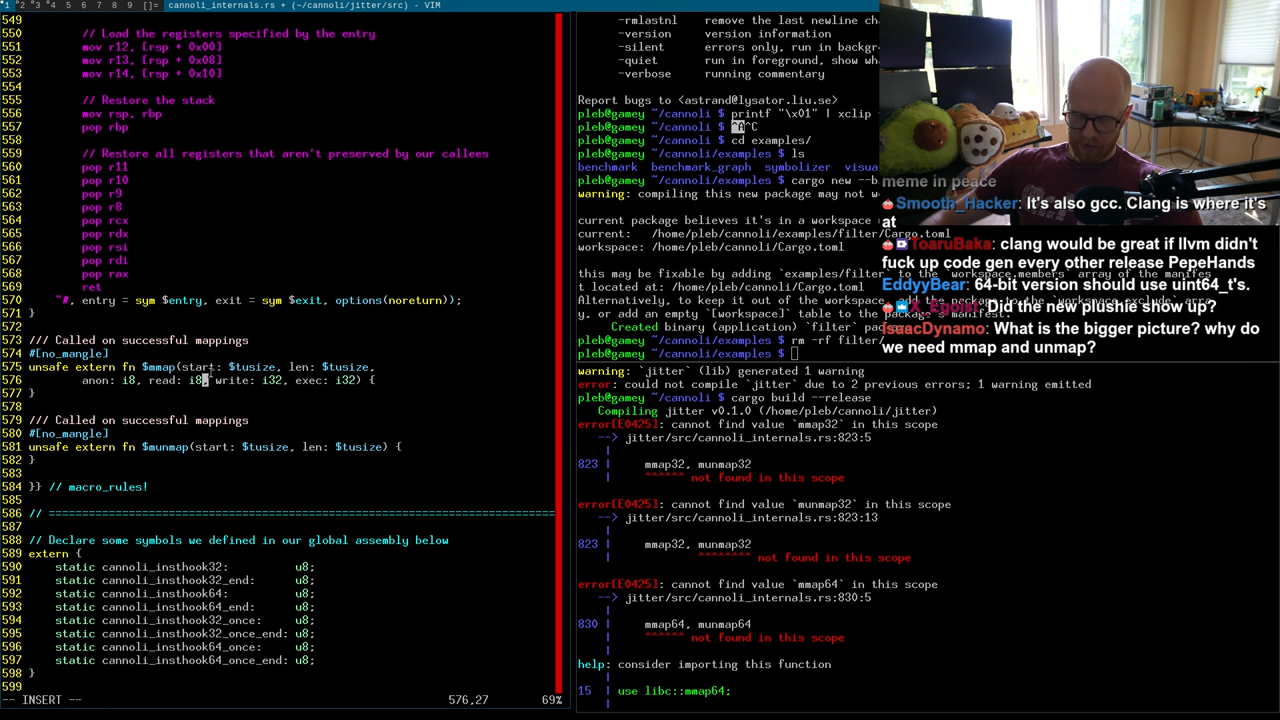 1 2 3 4 5 6 7 8 9 []= cannoli_internals.rs + (~/cannoli/jitter/src) - VIM
549
550 // Load the registers specified by the entry
551 mov r12, [rsp + 0x00]
552 mov r13, [rsp + 0x08]
553 mov r14, [rsp + 0x10]
554
555 // Restore the stack
556 mov rsp, rbp
557 pop rbp
558
559 // Restore all registers that aren't preserved by our callees
560 pop r11
561 pop r10
562 pop r9
563 pop r8
564 pop rcx
565 pop rdx
566 pop rsi
567 pop rdi
568 pop rax
569 ret
570 "#, entry = sym $entry, exit = sym $exit, options(noreturn));
571 }
572
573 /// Called on successful mappings
574 #[no_mangle]
575 unsafe extern fn $mmap(start: $tusize, len: $tusize,
576 anon: i8, read: i8, write: i32, exec: i32) {
577 }
578
579 /// Called on successful mappings
580 #[no_mangle]
581 unsafe extern fn $munmap(start: $tusize, len: $tusize) {
582 }
583
584 }} // macro_rules!
585
586 // ==========================================================================
587
588 // Declare some symbols we defined in our global assembly below
589 extern {
590 static cannoli_insthook32: u8;
591 static cannoli_insthook32_end: u8;
592 static cannoli_insthook64: u8;
593 static cannoli_insthook64_end: u8;
594 static cannoli_insthook32_once: u8;
595 static cannoli_insthook32_once_end: u8;
596 static cannoli_insthook64_once: u8;
597 static cannoli_insthook64_once_end: u8;
598 }
599
-- INSERT -- 576,27 69%
-rmlastnl remove the last newline cha
-version version information
-silent errors only, run in backgr
-quiet run in foreground, show wha
-verbose running commentary
Report bugs to <astrand@lysator.liu.se>
pleb@gamey ~/cannoli $ printf "\x01" | xclip
pleb@gamey ~/cannoli $ ^A^C
pleb@gamey ~/cannoli $ cd examples/
pleb@gamey ~/cannoli/examples $ ls
benchmark benchmark_graph symbolizer visua
pleb@gamey ~/cannoli/examples $ cargo new --b
warning: compiling this new package may not w
current package believes it's in a workspace
current: /home/pleb/cannoli/examples/filter/Cargo.toml
workspace: /home/pleb/cannoli/Cargo.toml
this may be fixable by adding `examples/filter` to the `workspace.members` array of the manifes
t located at: /home/pleb/cannoli/Cargo.toml
Alternatively, to keep it out of the workspace, add the package to the `workspace.exclude` arra
y, or add an empty `[workspace]` table to the package's manifest.
Created binary (application) `filter` package
pleb@gamey ~/cannoli/examples $ rm -rf filter/
pleb@gamey ~/cannoli/examples $
meme in peace
Smooth_Hacker: It's also gcc. Clang is where it's
at
ToaruBaka: clang would be great if llvm didn't
fuck up code gen every other release PepeHands
EddyyBear: 64-bit version should use uint64_t's.
X_Egoist: Did the new plushie show up?
IsaacDynamo: What is the bigger picture? why do
we need mmap and unmap?
warning: `jitter` (lib) generated 1 warning
error: could not compile `jitter` due to 2 previous errors; 1 warning emitted
pleb@gamey ~/cannoli $ cargo build --release
Compiling jitter v0.1.0 (/home/pleb/cannoli/jitter)
error[E0425]: cannot find value `mmap32` in this scope
--> jitter/src/cannoli_internals.rs:823:5
|
823 | mmap32, munmap32
| ^^^^^^ not found in this scope
error[E0425]: cannot find value `munmap32` in this scope
--> jitter/src/cannoli_internals.rs:823:13
|
823 | mmap32, munmap32
| ^^^^^^^^ not found in this scope
error[E0425]: cannot find value `mmap64` in this scope
--> jitter/src/cannoli_internals.rs:830:5
|
830 | mmap64, munmap64
| ^^^^^^ not found in this scope
|
help: consider importing this function
|
15 | use libc::mmap64;
|